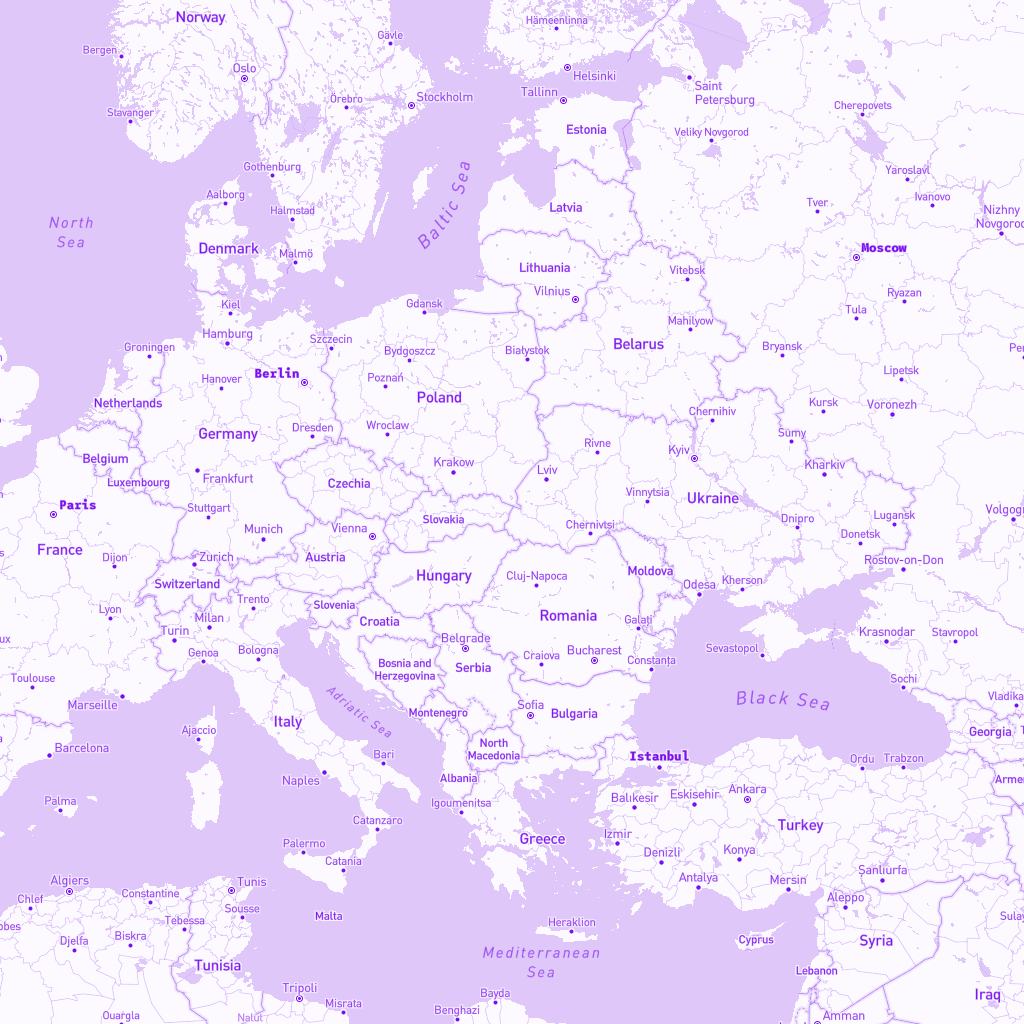 Norway
Hämeenlinna
Gävle
Bergen
Oslo
Helsinki
Saint
Petersburg
Tallinn
Örebro
Stockholm
Cherepovets
Stavanger
Estonia
Veliky Novgorod
Gothenburg
Yaroslavl
Aalborg
Baltic Sea
Latvia
Tver
Ivanovo
Halmstad
Nizhny
Novgorod
North
Sea
Denmark
Moscow
Malmö
Lithuania
Vitebsk
Vilnius
Ryazan
Kiel
Gdansk
Tula
Mahilyow
Hamburg
Szczecin
Belarus
Bryansk
Groningen
Bydgoszcz
Białystok
Berlin
Hanover
Poznań
Lipetsk
Netherlands
Poland
Kursk
Voronezh
Chernihiv
Dresden
Wroclaw
Germany
Sumy
Rivne
Kyiv
Belgium
Krakow
Kharkiv
Lviv
Frankfurt
Luxembourg
Czechia
Vinnytsia
Ukraine
Paris
Stuttgart
Slovakia
Dnipro
Lugansk
Chernivtsi
Munich
Vienna
Donetsk
France
Dijon
Zurich
Austria
Rostov-on-Don
Switzerland
Hungary
Cluj-Napoca
Moldova
Odesa
Kherson
Trento
Slovenia
Lyon
Milan
Croatia
Romania
Galați
Turin
Belgrade
Krasnodar
Stavropol
Genoa
Bologna
Craiova
Bucharest
Sevastopol
Bosnia and
Herzegovina
Serbia
Constanța
Toulouse
Sochi
Marseille
Adriatic Sea
Black Sea
Sofia
Montenegro
Bulgaria
Italy
Ajaccio
Georgia
North
Macedonia
Barcelona
Bari
Istanbul
Ordu
Trabzon
Naples
Albania
Ankara
Palma
Igoumenitsa
Balıkesir
Eskisehir
Catanzaro
Turkey
Izmir
Greece
Palermo
Denizli
Konya
Catania
Sanliurfa
Algiers
Tunis
Antalya
Mersin
Chlef
Constantine
Aleppo
Sousse
Malta
Tebessa
Heraklion
Djelfa
Biskra
Cyprus
Syria
Mediterranean
Sea
Tunisia
Lebanon
Tripoli
Bayda
Iraq
Misrata
Benghazi
Ouargla
Nalut
Amman